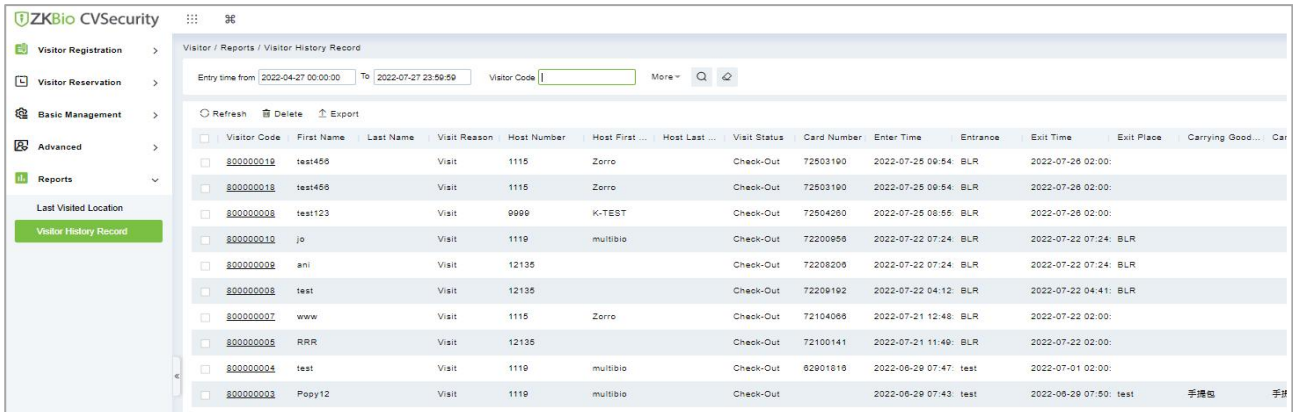 ZKBio CVSecurity
Visitor Registration
Visitor Reservation
Basic Management
Advanced
Reports
Last Visited Location
Visitor History Record
Visitor / Reports / Visitor History Record
Entry time from 2022-04-27 00:00:00 To 2022-07-27 23:59:59 Visitor Code More
Refresh Delete Export
Visitor Code First Name Last Name Visit Reason Host Number Host First ... Host Last ... Visit Status Card Number Enter Time Entrance Exit Time Exit Place Carrying Good... Car
800000019 test456 Visit 1115 Zorro Check-Out 72503190 2022-07-25 09:54: BLR 2022-07-26 02:00:
800000018 test456 Visit 1115 Zorro Check-Out 72503190 2022-07-25 09:54: BLR 2022-07-26 02:00:
800000008 test123 Visit 9999 K-TEST Check-Out 72504260 2022-07-25 08:55: BLR 2022-07-26 02:00:
800000010 jo Visit 1119 multibio Check-Out 72200956 2022-07-22 07:24: BLR 2022-07-22 07:24: BLR
800000009 ani Visit 12135 Check-Out 72208206 2022-07-22 07:24: BLR 2022-07-22 07:24: BLR
800000008 test Visit 12135 Check-Out 72209192 2022-07-22 04:12: BLR 2022-07-22 04:41: BLR
800000007 www Visit 1115 Zorro Check-Out 72104066 2022-07-21 12:48: BLR 2022-07-22 02:00:
800000005 RRR Visit 12135 Check-Out 72100141 2022-07-21 11:49: BLR 2022-07-22 02:00:
800000004 test Visit 1119 multibio Check-Out 62901816 2022-06-29 07:47: test 2022-07-01 02:00:
800000003 Popy12 Visit 1119 multibio Check-Out 2022-06-29 07:43: test 2022-06-29 07:50: test 手提包 手